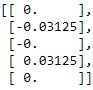 [[ 0.     ],
[-0.03125],
[-0.     ],
[ 0.03125],
[ 0.     ]]